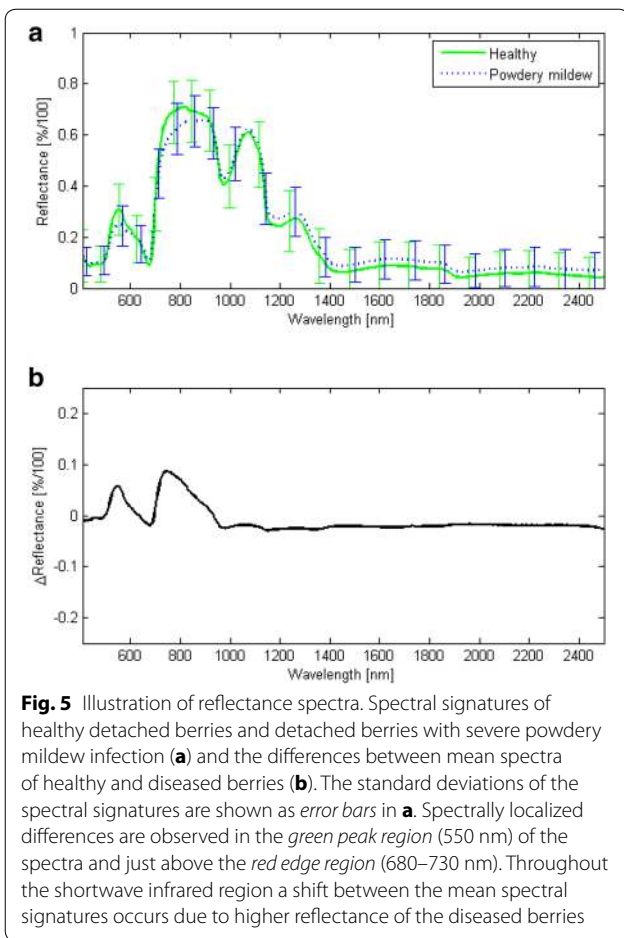 a
Healthy
Powdery mildew
1
0.8
0.6
0.4
0.2
0
Reflectance [%/100]
600 800 1000 1200 1400 1600 1800 2000 2200 2400
Wavelength [nm]
b
0.2
0.1
0
-0.1
-0.2
ΔReflectance [%/100]
600 800 1000 1200 1400 1600 1800 2000 2200 2400
Wavelength [nm]
Fig. 5 Illustration of reflectance spectra. Spectral signatures of
healthy detached berries and detached berries with severe powdery
mildew infection (a) and the differences between mean spectra
of healthy and diseased berries (b). The standard deviations of the
spectral signatures are shown as error bars in a. Spectrally localized
differences are observed in the green peak region (550 nm) of the
spectra and just above the red edge region (680–730 nm). Throughout
the shortwave infrared region a shift between the mean spectral
signatures occurs due to higher reflectance of the diseased berries